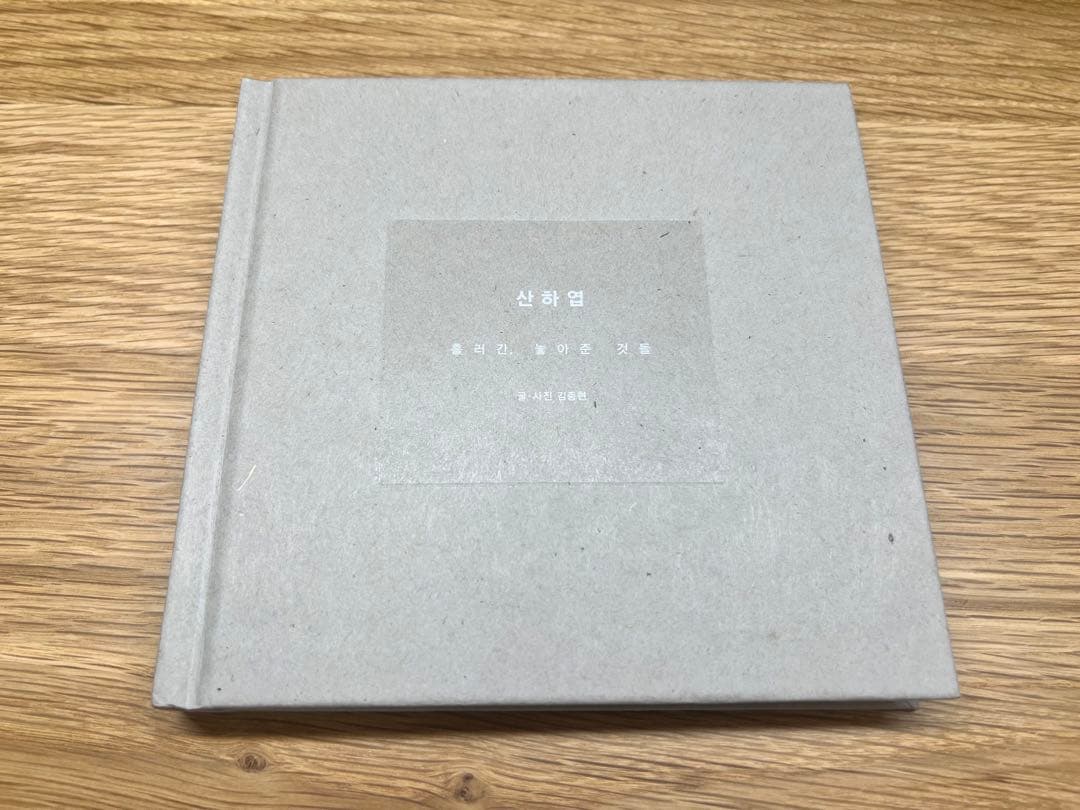 산하엽
흘러간, 놓아준 것들
글·사진 김종현